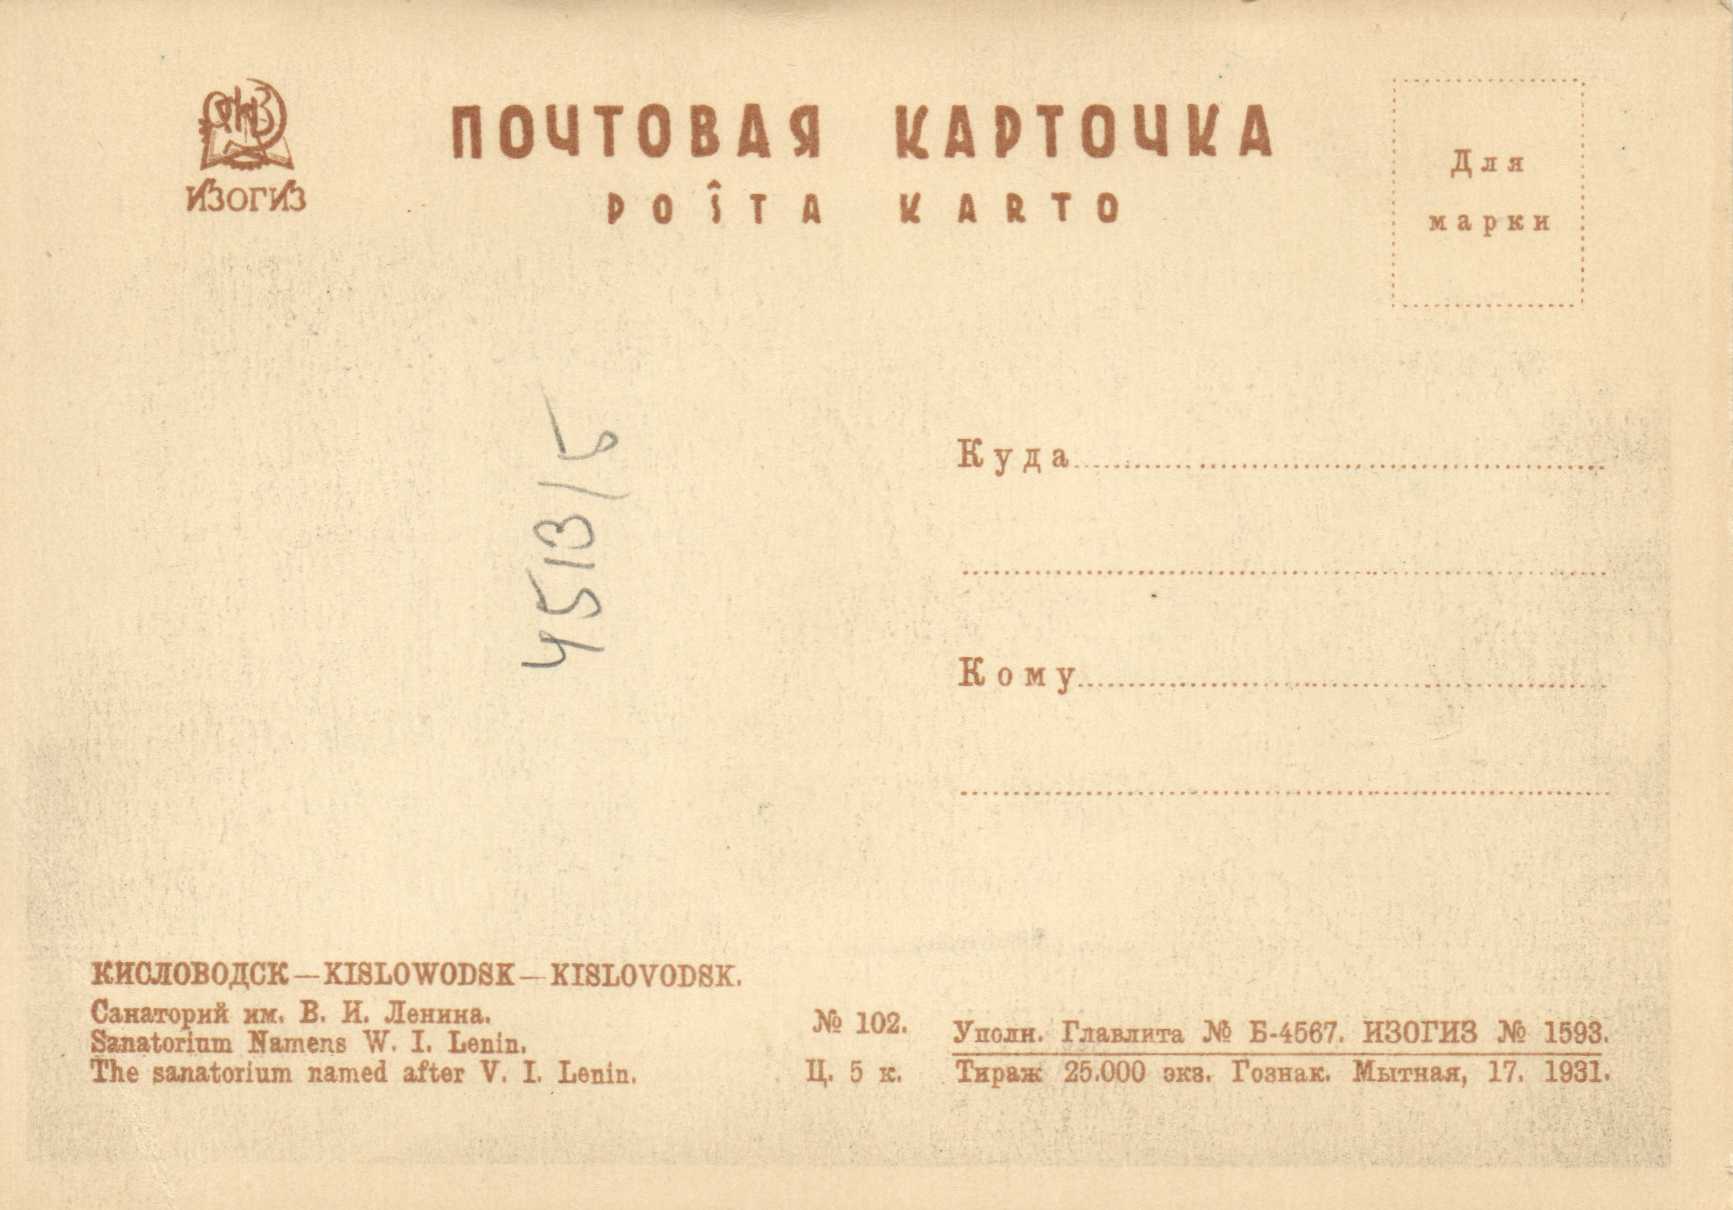 ИЗОГИЗ
ПОЧТОВАЯ КАРТОЧКА
POŜTA KARTO
Для
марки
Куда
4513/5
Кому
КИСЛОВОДСК—KISLOWODSK—KISLOVODSK.
Санаторий им. В. И. Ленина.
Sanatorium Namens W. I. Lenin.
The sanatorium named after V. I. Lenin.
№ 102.
Ц. 5 к.
Уполн. Главлита № Б-4567. ИЗОГИЗ № 1593.
Тираж 25.000 экз. Гознак. Мытная, 17. 1931.